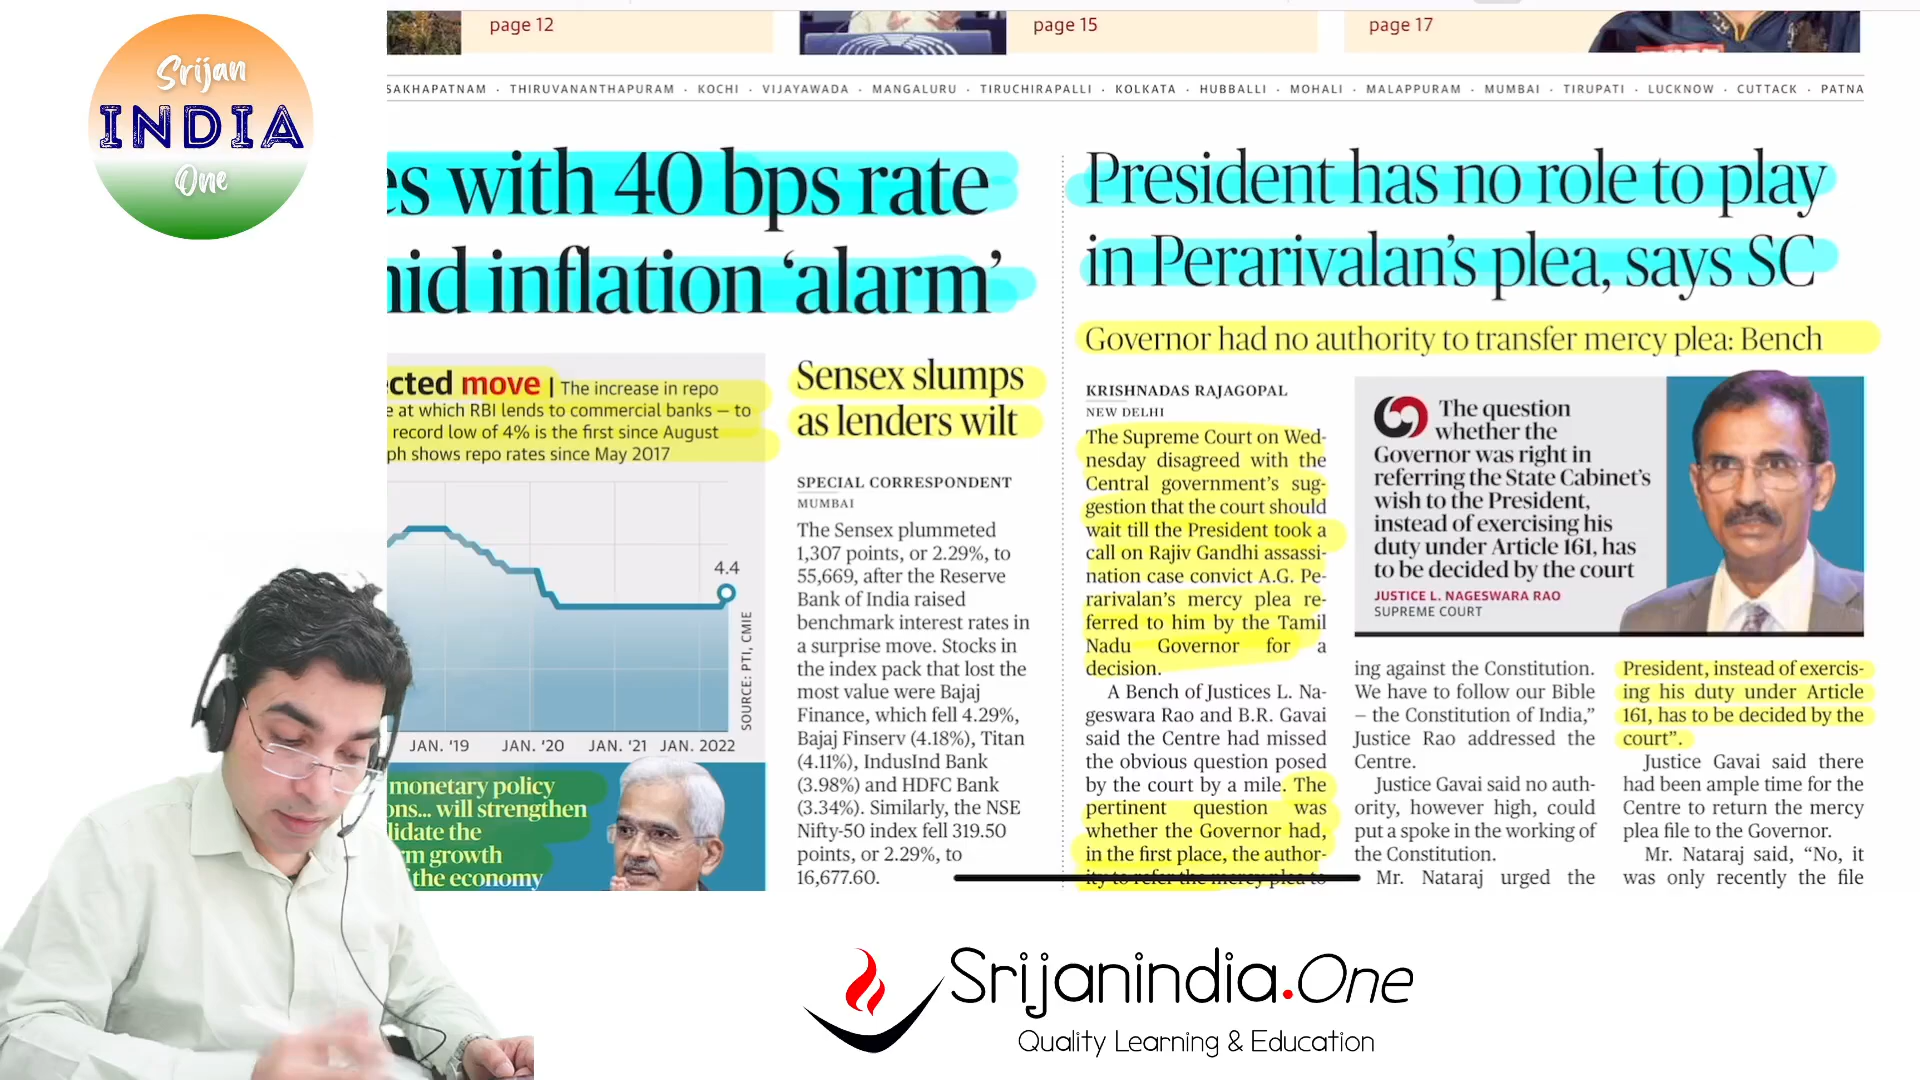 Srijan
INDIA
One
page 12
page 15
page 17
SAKHAPATNAM · THIRUVANANTHAPURAM · KOCHI · VIJAYAWADA · MANGALURU · TIRUCHIRAPALLI · KOLKATA · HUBBALLI · MOHALI · MALAPPURAM · MUMBAI · TIRUPATI · LUCKNOW · CUTTACK · PATNA
es with 40 bps rate
nid inflation ‘alarm’
cted move | The increase in repo
e at which RBI lends to commercial banks – to
record low of 4% is the first since August
ph shows repo rates since May 2017
4.4
JAN. '19 JAN. '20 JAN. '21 JAN. 2022
SOURCE: PTI, CMIE
monetary policy
ons... will strengthen
lidate the
rm growth
the economy
Sensex slumps
as lenders wilt
SPECIAL CORRESPONDENT
MUMBAI
The Sensex plummeted
1,307 points, or 2.29%, to
55,669, after the Reserve
Bank of India raised
benchmark interest rates in
a surprise move. Stocks in
the index pack that lost the
most value were Bajaj
Finance, which fell 4.29%,
Bajaj Finserv (4.18%), Titan
(4.11%), IndusInd Bank
(3.98%) and HDFC Bank
(3.34%). Similarly, the NSE
Nifty-50 index fell 319.50
points, or 2.29%, to
16,677.60.
President has no role to play
in Perarivalan’s plea, says SC
Governor had no authority to transfer mercy plea: Bench
KRISHNADAS RAJAGOPAL
NEW DELHI
The Supreme Court on Wed-
nesday disagreed with the
Central government’s sug-
gestion that the court should
wait till the President took a
call on Rajiv Gandhi assassi-
nation case convict A.G. Pe-
rarivalan’s mercy plea re-
ferred to him by the Tamil
Nadu Governor for a
decision.
A Bench of Justices L. Na-
geswara Rao and B.R. Gavai
said the Centre had missed
the obvious question posed
by the court by a mile. The
pertinent question was
whether the Governor had,
in the first place, the author-
ity to refer the mercy plea to
The question
whether the
Governor was right in
referring the State Cabinet’s
wish to the President,
instead of exercising his
duty under Article 161, has
to be decided by the court
JUSTICE L. NAGESWARA RAO
SUPREME COURT
ing against the Constitution.
We have to follow our Bible
– the Constitution of India,”
Justice Rao addressed the
Centre.
Justice Gavai said no auth-
ority, however high, could
put a spoke in the working of
the Constitution.
Mr. Nataraj urged the
President, instead of exercis-
ing his duty under Article
161, has to be decided by the
court”.
Justice Gavai said there
had been ample time for the
Centre to return the mercy
plea file to the Governor.
Mr. Nataraj said, “No, it
was only recently the file
Srijanindia.One
Quality Learning & Education